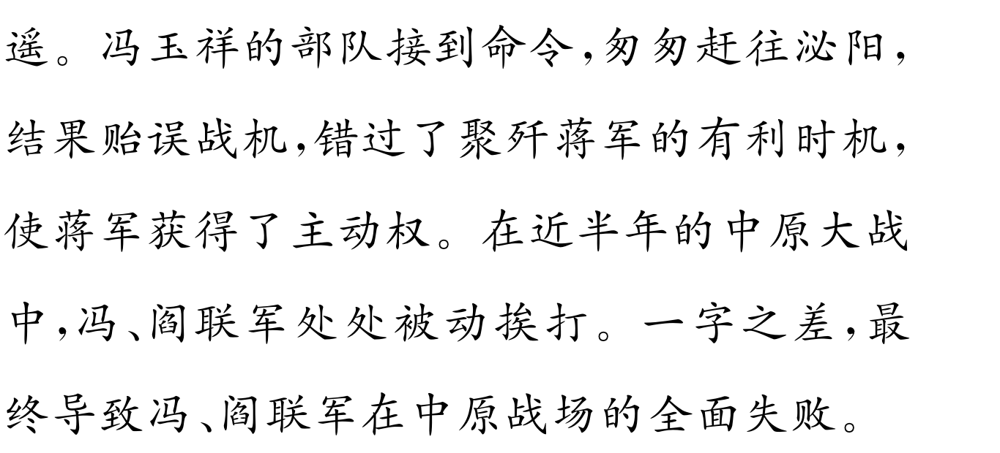 遥。冯玉祥的部队接到命令,匆匆赶往泌阳,
结果贻误战机,错过了聚歼蒋军的有利时机,
使蒋军获得了主动权。在近半年的中原大战
中,冯、阎联军处处被动挨打。一字之差,最
终导致冯、阎联军在中原战场的全面失败。